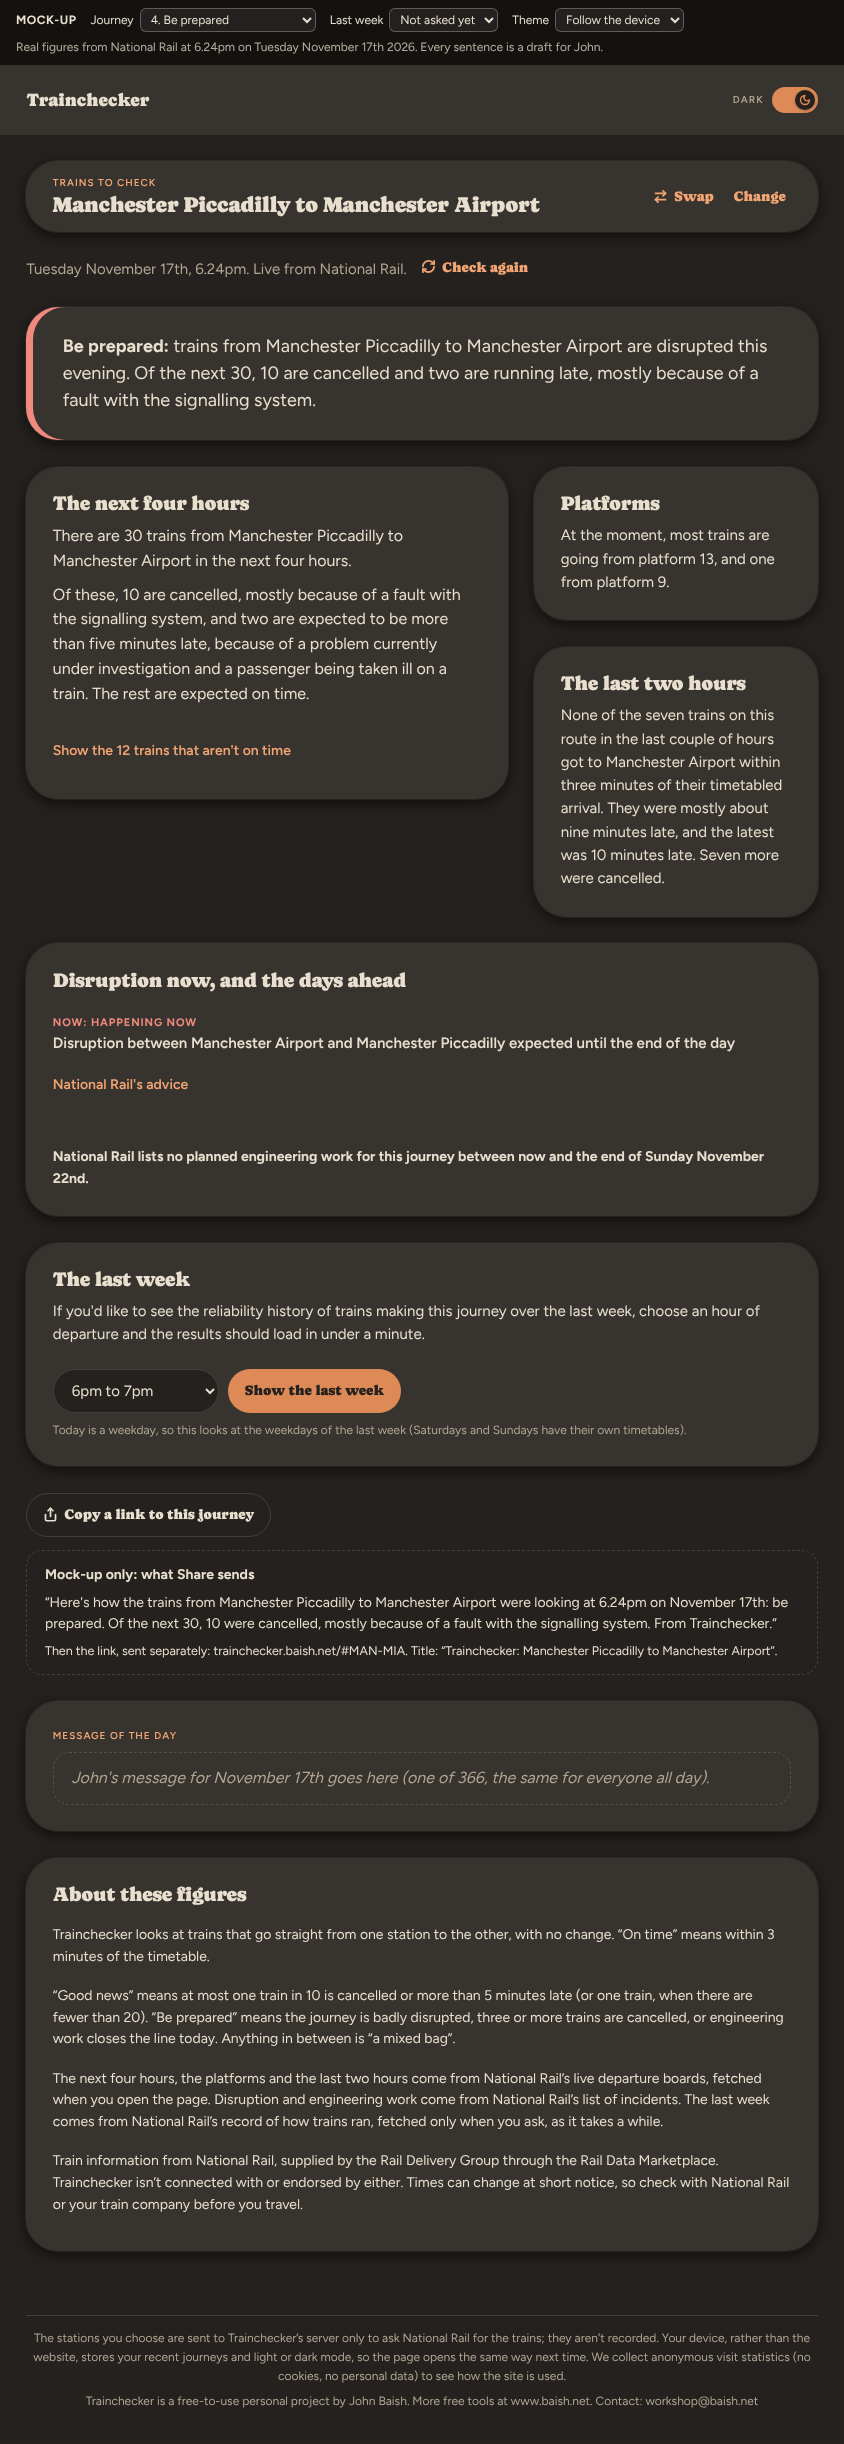 MOCK-UP Journey 4. Be prepared Last week Not asked yet Theme Follow the device
Real figures from National Rail at 6.24pm on Tuesday November 17th 2026. Every sentence is a draft for John.
Trainchecker
DARK
TRAINS TO CHECK
Manchester Piccadilly to Manchester Airport
Swap Change
Tuesday November 17th, 6.24pm. Live from National Rail. Check again
Be prepared: trains from Manchester Piccadilly to Manchester Airport are disrupted this
evening. Of the next 30, 10 are cancelled and two are running late, mostly because of a
fault with the signalling system.
The next four hours
There are 30 trains from Manchester Piccadilly to
Manchester Airport in the next four hours.
Of these, 10 are cancelled, mostly because of a fault with
the signalling system, and two are expected to be more
than five minutes late, because of a problem currently
under investigation and a passenger being taken ill on a
train. The rest are expected on time.
Show the 12 trains that aren't on time
Platforms
At the moment, most trains are
going from platform 13, and one
from platform 9.
The last two hours
None of the seven trains on this
route in the last couple of hours
got to Manchester Airport within
three minutes of their timetabled
arrival. They were mostly about
nine minutes late, and the latest
was 10 minutes late. Seven more
were cancelled.
Disruption now, and the days ahead
NOW: HAPPENING NOW
Disruption between Manchester Airport and Manchester Piccadilly expected until the end of the day
National Rail's advice
National Rail lists no planned engineering work for this journey between now and the end of Sunday November
22nd.
The last week
If you'd like to see the reliability history of trains making this journey over the last week, choose an hour of
departure and the results should load in under a minute.
6pm to 7pm Show the last week
Today is a weekday, so this looks at the weekdays of the last week (Saturdays and Sundays have their own timetables).
Copy a link to this journey
Mock-up only: what Share sends
“Here's how the trains from Manchester Piccadilly to Manchester Airport were looking at 6.24pm on November 17th: be
prepared. Of the next 30, 10 were cancelled, mostly because of a fault with the signalling system. From Trainchecker.”
Then the link, sent separately: trainchecker.baish.net/#MAN-MIA. Title: “Trainchecker: Manchester Piccadilly to Manchester Airport”.
MESSAGE OF THE DAY
John's message for November 17th goes here (one of 366, the same for everyone all day).
About these figures
Trainchecker looks at trains that go straight from one station to the other, with no change. “On time” means within 3
minutes of the timetable.
“Good news” means at most one train in 10 is cancelled or more than 5 minutes late (or one train, when there are
fewer than 20). “Be prepared” means the journey is badly disrupted, three or more trains are cancelled, or engineering
work closes the line today. Anything in between is “a mixed bag”.
The next four hours, the platforms and the last two hours come from National Rail’s live departure boards, fetched
when you open the page. Disruption and engineering work come from National Rail’s list of incidents. The last week
comes from National Rail’s record of how trains ran, fetched only when you ask, as it takes a while.
Train information from National Rail, supplied by the Rail Delivery Group through the Rail Data Marketplace.
Trainchecker isn’t connected with or endorsed by either. Times can change at short notice, so check with National Rail
or your train company before you travel.
The stations you choose are sent to Trainchecker’s server only to ask National Rail for the trains; they aren’t recorded. Your device, rather than the
website, stores your recent journeys and light or dark mode, so the page opens the same way next time. We collect anonymous visit statistics (no
cookies, no personal data) to see how the site is used.
Trainchecker is a free-to-use personal project by John Baish. More free tools at www.baish.net. Contact: workshop@baish.net